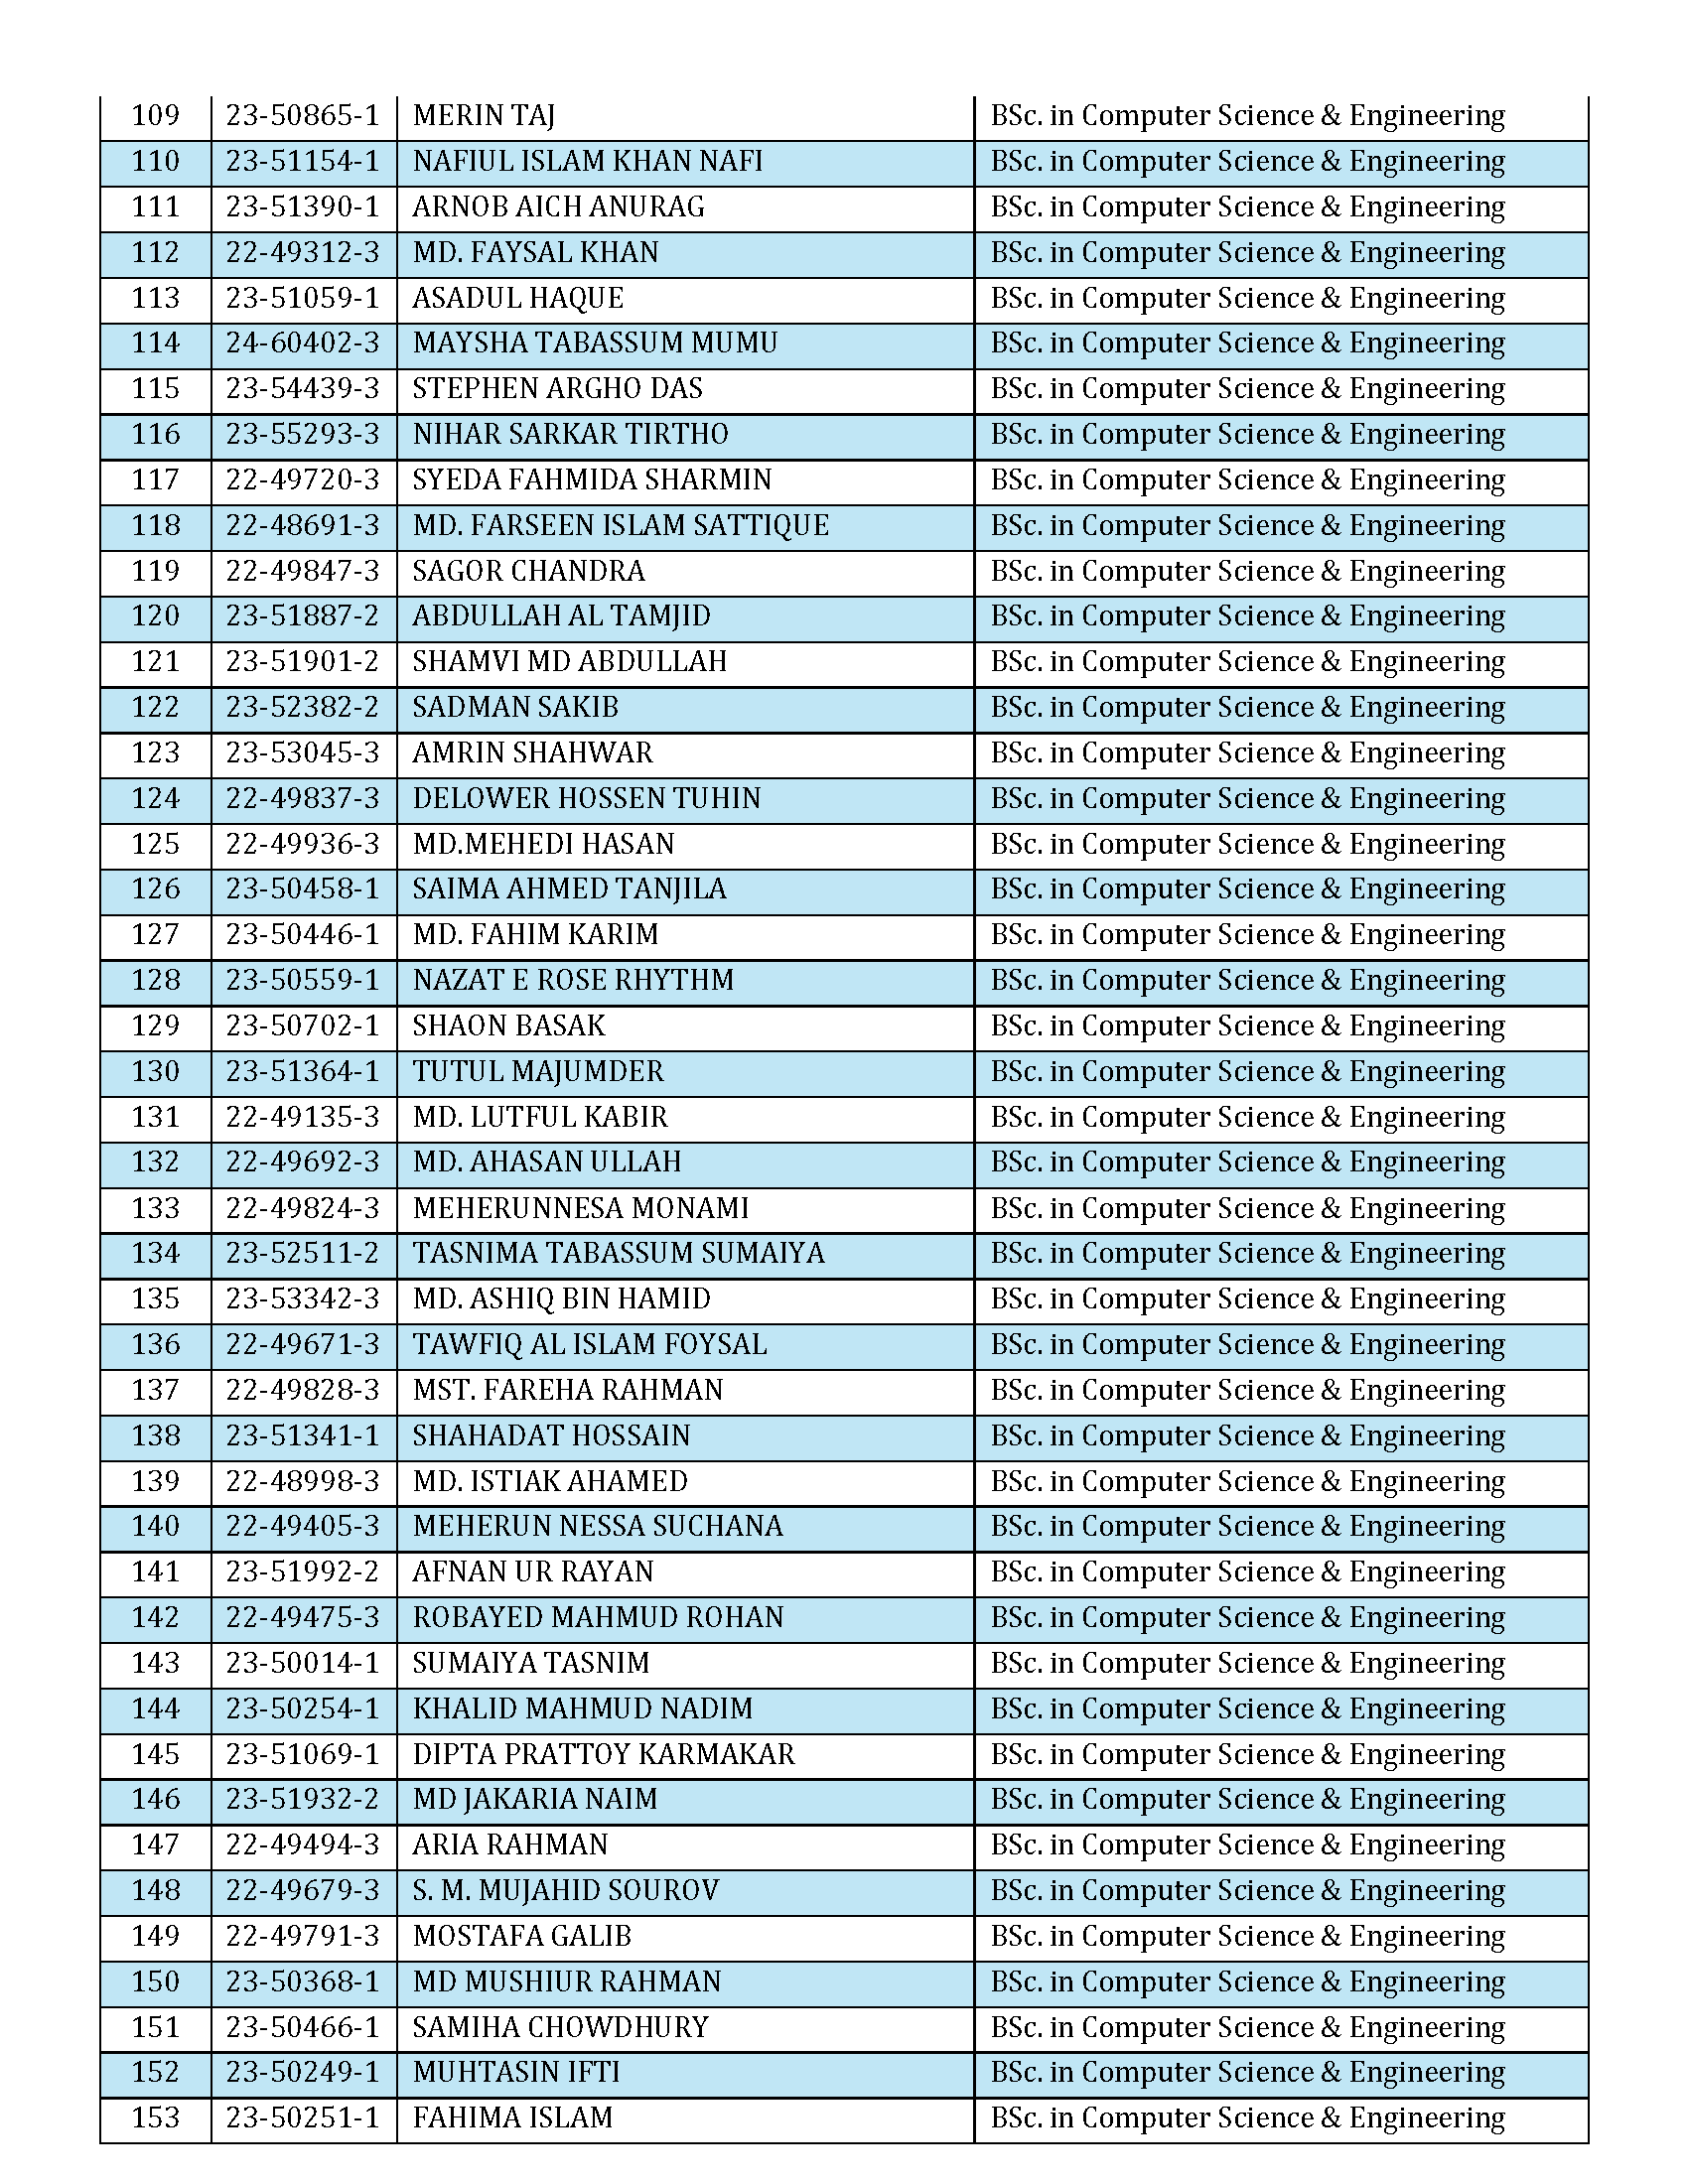 109 23-50865-1 MERIN TAJ BSc. in Computer Science & Engineering
110 23-51154-1 NAFIUL ISLAM KHAN NAFI BSc. in Computer Science & Engineering
111 23-51390-1 ARNOB AICH ANURAG BSc. in Computer Science & Engineering
112 22-49312-3 MD. FAYSAL KHAN BSc. in Computer Science & Engineering
113 23-51059-1 ASADUL HAQUE BSc. in Computer Science & Engineering
114 24-60402-3 MAYSHA TABASSUM MUMU BSc. in Computer Science & Engineering
115 23-54439-3 STEPHEN ARGHO DAS BSc. in Computer Science & Engineering
116 23-55293-3 NIHAR SARKAR TIRTHO BSc. in Computer Science & Engineering
117 22-49720-3 SYEDA FAHMIDA SHARMIN BSc. in Computer Science & Engineering
118 22-48691-3 MD. FARSEEN ISLAM SATTIQUE BSc. in Computer Science & Engineering
119 22-49847-3 SAGOR CHANDRA BSc. in Computer Science & Engineering
120 23-51887-2 ABDULLAH AL TAMJID BSc. in Computer Science & Engineering
121 23-51901-2 SHAMVI MD ABDULLAH BSc. in Computer Science & Engineering
122 23-52382-2 SADMAN SAKIB BSc. in Computer Science & Engineering
123 23-53045-3 AMRIN SHAHWAR BSc. in Computer Science & Engineering
124 22-49837-3 DELOWER HOSSEN TUHIN BSc. in Computer Science & Engineering
125 22-49936-3 MD.MEHEDI HASAN BSc. in Computer Science & Engineering
126 23-50458-1 SAIMA AHMED TANJILA BSc. in Computer Science & Engineering
127 23-50446-1 MD. FAHIM KARIM BSc. in Computer Science & Engineering
128 23-50559-1 NAZAT E ROSE RHYTHM BSc. in Computer Science & Engineering
129 23-50702-1 SHAON BASAK BSc. in Computer Science & Engineering
130 23-51364-1 TUTUL MAJUMDER BSc. in Computer Science & Engineering
131 22-49135-3 MD. LUTFUL KABIR BSc. in Computer Science & Engineering
132 22-49692-3 MD. AHASAN ULLAH BSc. in Computer Science & Engineering
133 22-49824-3 MEHERUNNESA MONAMI BSc. in Computer Science & Engineering
134 23-52511-2 TASNIMA TABASSUM SUMAIYA BSc. in Computer Science & Engineering
135 23-53342-3 MD. ASHIQ BIN HAMID BSc. in Computer Science & Engineering
136 22-49671-3 TAWFIQ AL ISLAM FOYSAL BSc. in Computer Science & Engineering
137 22-49828-3 MST. FAREHA RAHMAN BSc. in Computer Science & Engineering
138 23-51341-1 SHAHADAT HOSSAIN BSc. in Computer Science & Engineering
139 22-48998-3 MD. ISTIAK AHAMED BSc. in Computer Science & Engineering
140 22-49405-3 MEHERUN NESSA SUCHANA BSc. in Computer Science & Engineering
141 23-51992-2 AFNAN UR RAYAN BSc. in Computer Science & Engineering
142 22-49475-3 ROBAYED MAHMUD ROHAN BSc. in Computer Science & Engineering
143 23-50014-1 SUMAIYA TASNIM BSc. in Computer Science & Engineering
144 23-50254-1 KHALID MAHMUD NADIM BSc. in Computer Science & Engineering
145 23-51069-1 DIPTA PRATTOY KARMAKAR BSc. in Computer Science & Engineering
146 23-51932-2 MD JAKARIA NAIM BSc. in Computer Science & Engineering
147 22-49494-3 ARIA RAHMAN BSc. in Computer Science & Engineering
148 22-49679-3 S. M. MUJAHID SOUROV BSc. in Computer Science & Engineering
149 22-49791-3 MOSTAFA GALIB BSc. in Computer Science & Engineering
150 23-50368-1 MD MUSHIUR RAHMAN BSc. in Computer Science & Engineering
151 23-50466-1 SAMIHA CHOWDHURY BSc. in Computer Science & Engineering
152 23-50249-1 MUHTASIN IFTI BSc. in Computer Science & Engineering
153 23-50251-1 FAHIMA ISLAM BSc. in Computer Science & Engineering